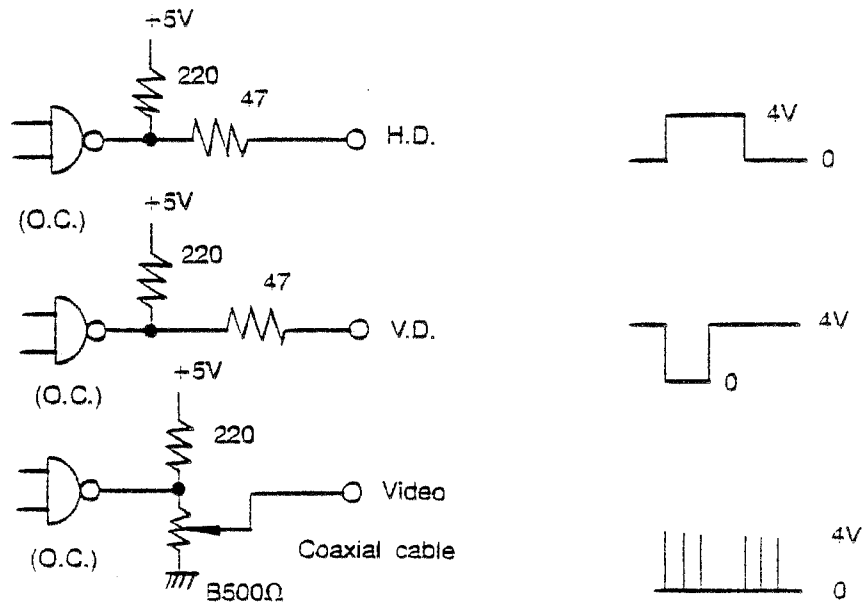 +5V
220
47
H.D.
4V
0
(O.C.)
+5V
220
47
V.D.
4V
0
(O.C.)
+5V
220
Video
(O.C.)
Coaxial cable
B500Ω
4V
0